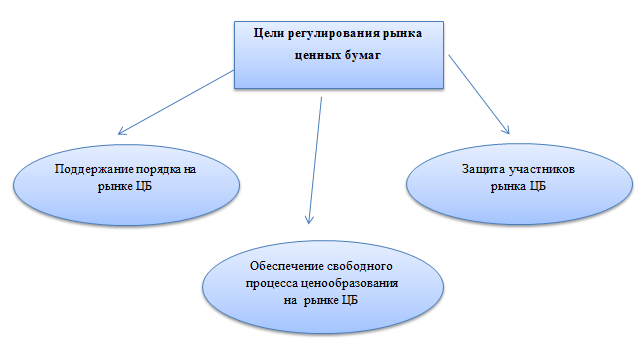 Цели регулирования рынка
ценных бумаг
Поддержание порядка на
рынке ЦБ
Защита участников
рынка ЦБ
Обеспечение свободного
процесса ценообразования
на рынке ЦБ